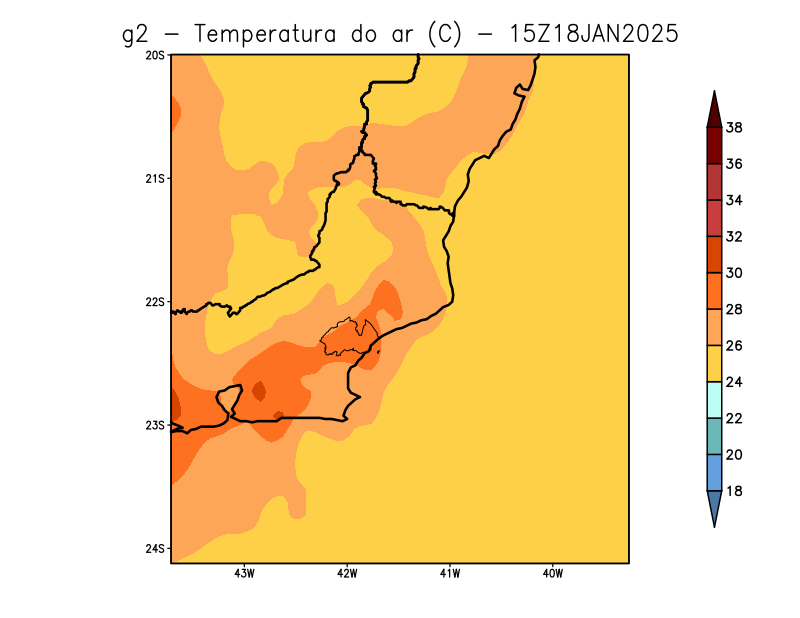 g2 – Temperatura do ar (C) – 15Z18JAN2025
20S
21S
22S
23S
24S
43W
42W
41W
40W
38
36
34
32
30
28
26
24
22
20
18